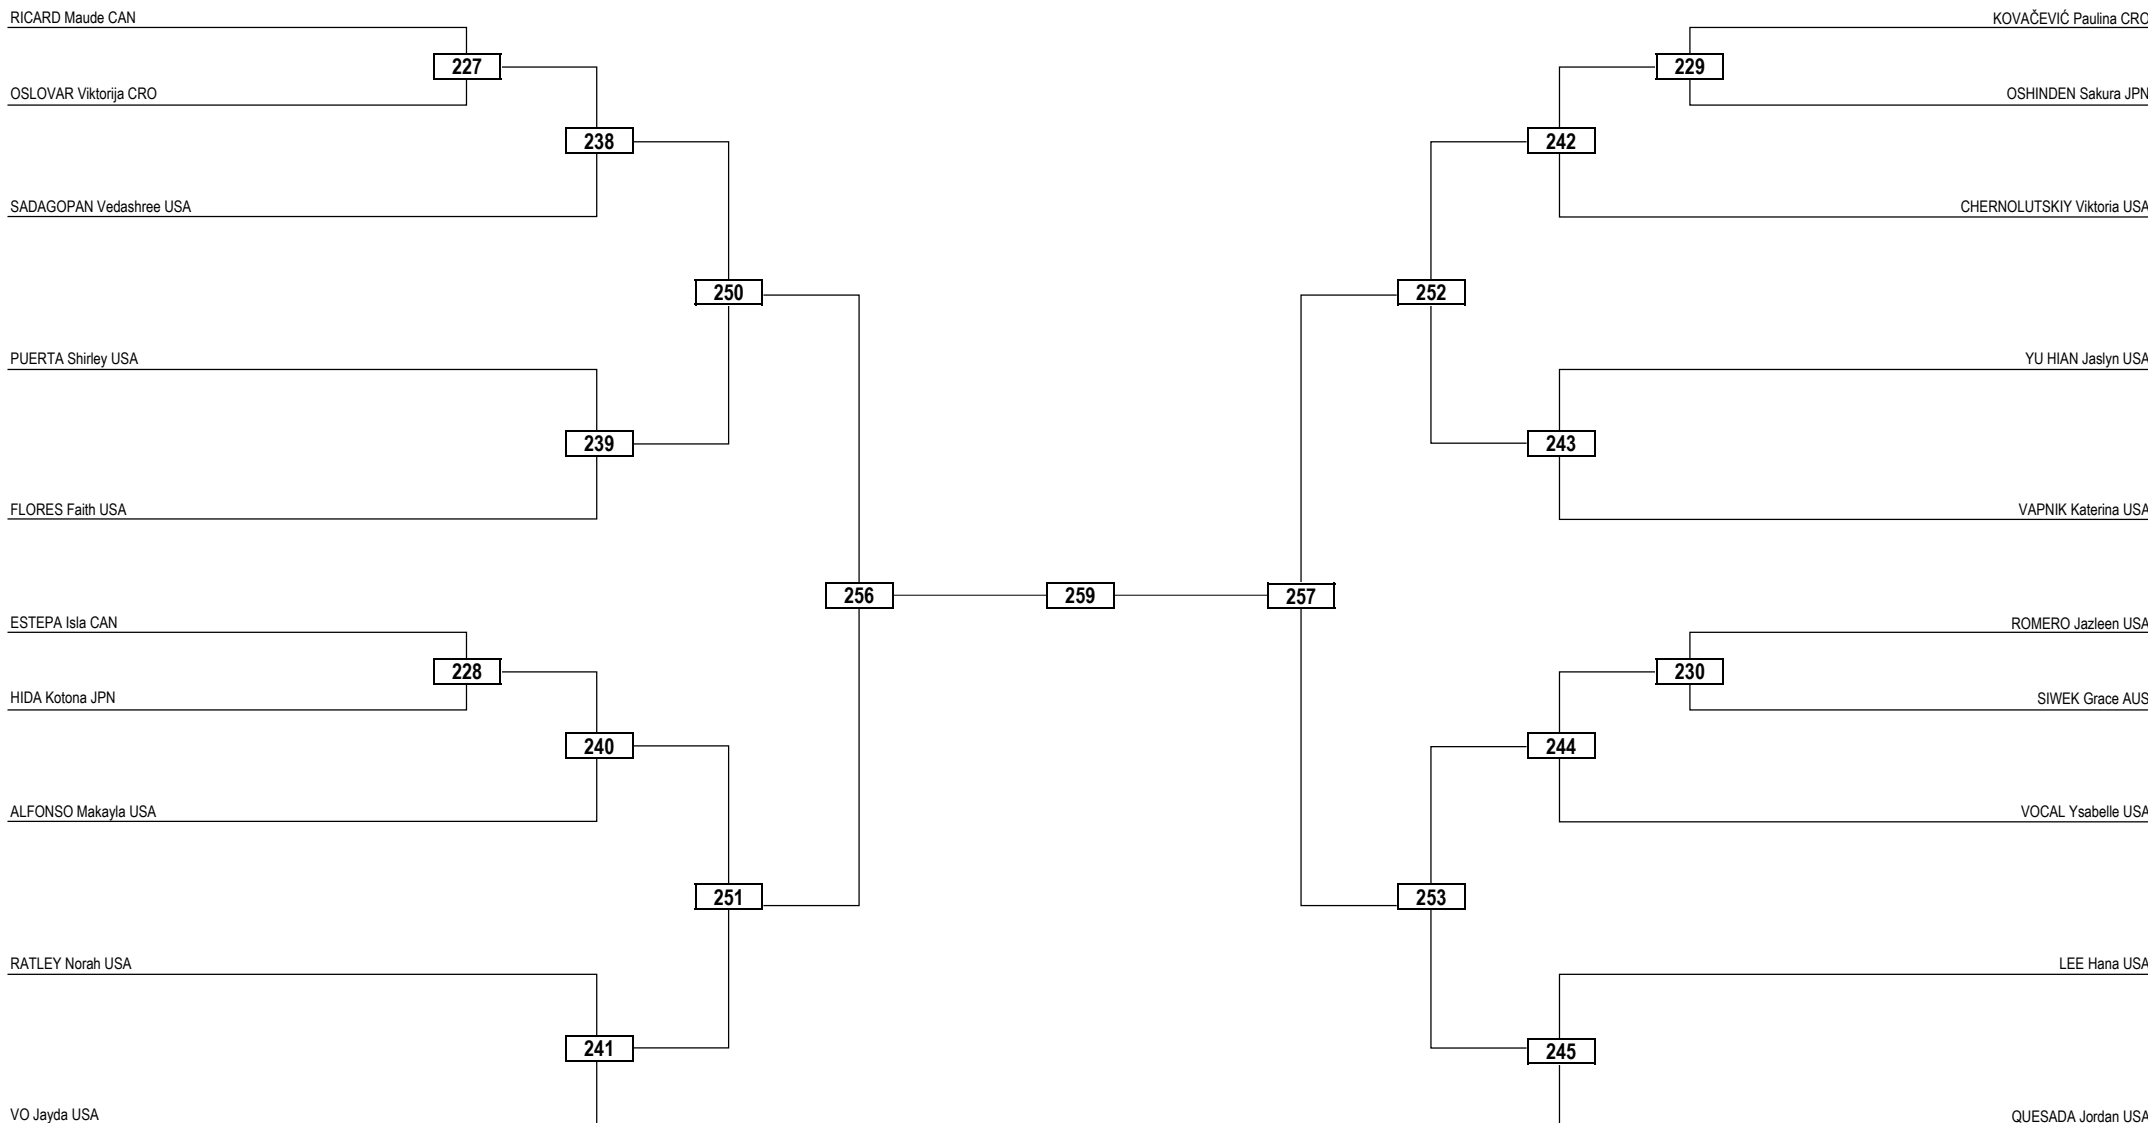 RICARD Maude CAN
KOVAČEVIĆ Paulina CRO
227
229
OSLOVAR Viktorija CRO
OSHINDEN Sakura JPN
238
242
SADAGOPAN Vedashree USA
CHERNOLUTSKIY Viktoria USA
250
252
PUERTA Shirley USA
YU HIAN Jaslyn USA
239
243
FLORES Faith USA
VAPNIK Katerina USA
256
259
257
ESTEPA Isla CAN
ROMERO Jazleen USA
228
230
HIDA Kotona JPN
SIWEK Grace AUS
240
244
ALFONSO Makayla USA
VOCAL Ysabelle USA
251
253
RATLEY Norah USA
LEE Hana USA
241
245
VO Jayda USA
QUESADA Jordan USA